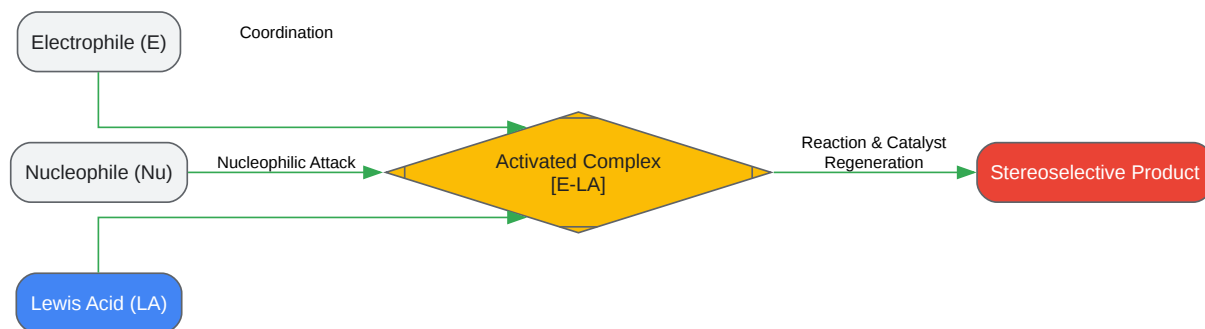 Electrophile (E)
Coordination
Nucleophile (Nu)
Nucleophilic Attack
Activated Complex
[E-LA]
Reaction & Catalyst
Regeneration
Stereoselective Product
Lewis Acid (LA)